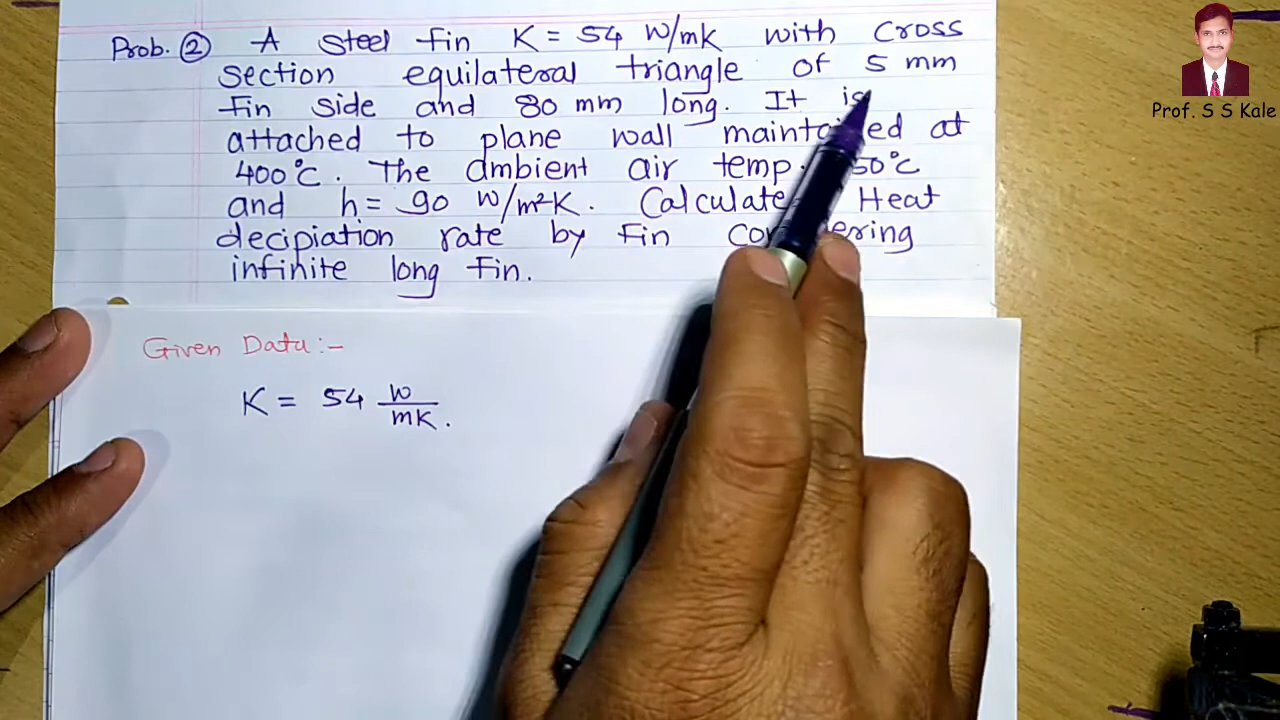 Prob. ② A Steel fin K = 54 W/mk with Cross
Section equilateral triangle of 5 mm
Fin Side and 80 mm long. It is
attached to plane wall at
400°C. The ambient air temp. 50°C
and h = 90 W/m²K. Calculate Heat
decipiation rate by Fin
infinite long Fin.
Given Data:-
K = 54 W/mK.
Prof. S S Kale